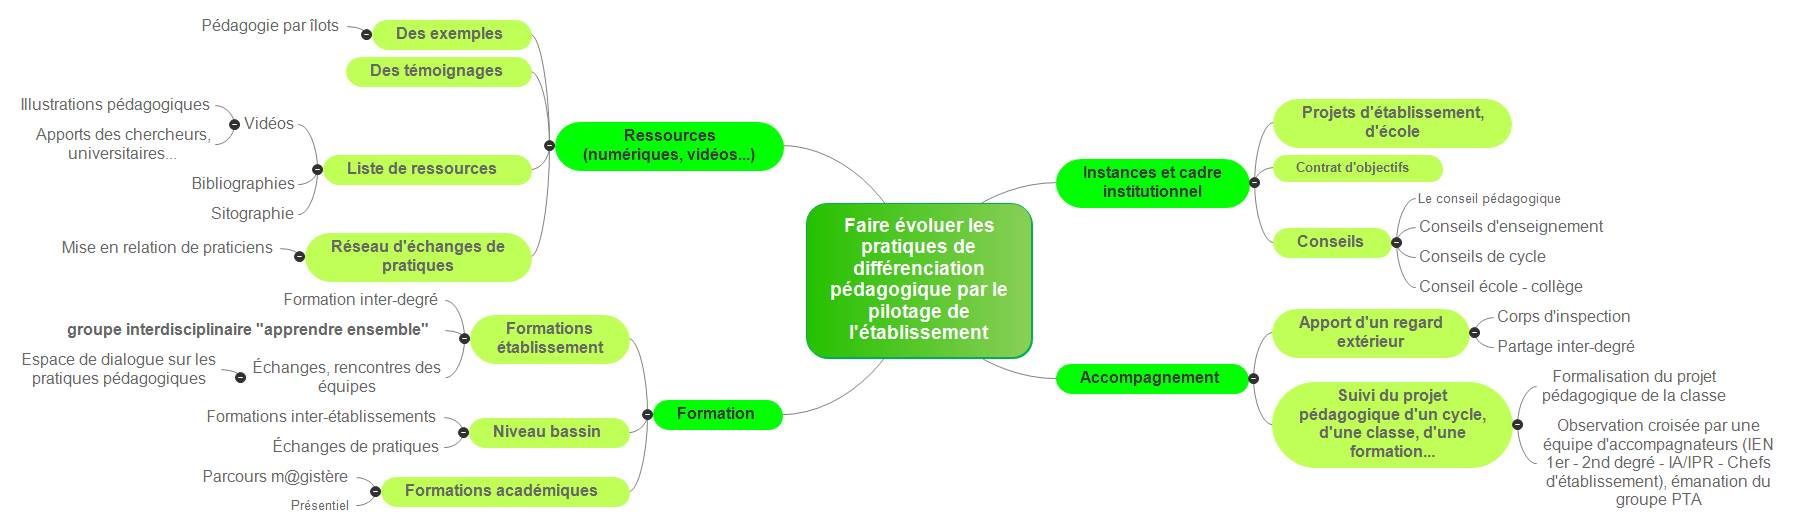 Faire évoluer les
pratiques de
différenciation
pédagogique par le
pilotage de
l'établissement
Ressources
(numériques, vidéos...)
Des exemples
Pédagogie par îlots
Des témoignages
Liste de ressources
Vidéos
Illustrations pédagogiques
Apports des chercheurs,
universitaires...
Bibliographies
Sitographie
Réseau d'échanges de
pratiques
Mise en relation de praticiens
Formation
Formations
établissement
Formation inter-degré
groupe interdisciplinaire "apprendre ensemble"
Échanges, rencontres des
équipes
Espace de dialogue sur les
pratiques pédagogiques
Niveau bassin
Formations inter-établissements
Échanges de pratiques
Formations académiques
Parcours m@gistère
Présentiel
Instances et cadre
institutionnel
Projets d'établissement,
d'école
Contrat d'objectifs
Conseils
Le conseil pédagogique
Conseils d'enseignement
Conseils de cycle
Conseil école - collège
Accompagnement
Apport d'un regard
extérieur
Corps d'inspection
Partage inter-degré
Suivi du projet
pédagogique d'un cycle,
d'une classe, d'une
formation...
Formalisation du projet
pédagogique de la classe
Observation croisée par une
équipe d'accompagnateurs (IEN
1er - 2nd degré - IA/IPR - Chefs
d'établissement), émanation du
groupe PTA